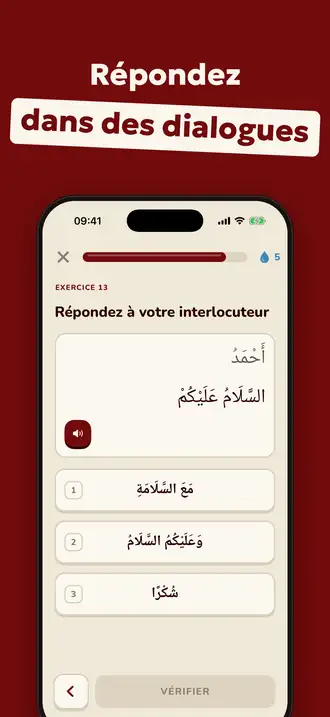 Répondez
dans des dialogues
09:41
5
EXERCICE 13
Répondez à votre interlocuteur
أَحْمَدُ
السَّلَامُ عَلَيْكُمْ
1 مَعَ السَّلَامَةِ
2 وَعَلَيْكُمُ السَّلَامُ
3 شُكْرًا
VÉRIFIER